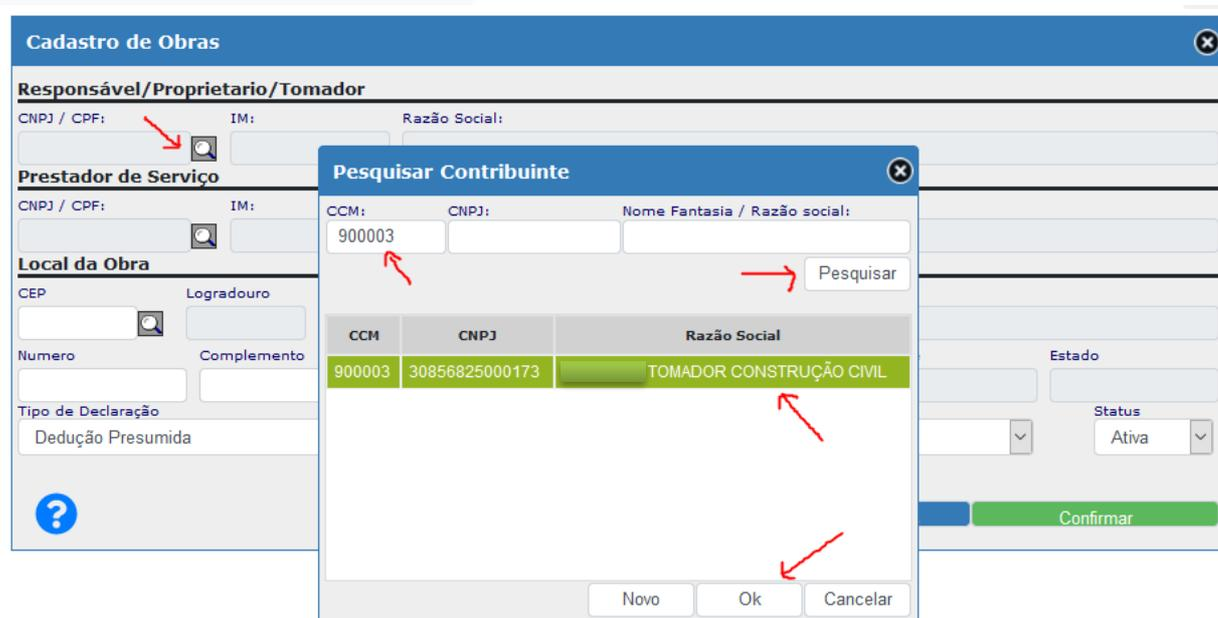 Cadastro de Obras
Responsável/Proprietario/Tomador
CNPJ / CPF: IM: Razão Social:
Prestador de Serviço
CNPJ / CPF: IM:
Local da Obra
CEP Logradouro
Numero Complemento Estado
Tipo de Declaração Status
Dedução Presumida Ativa
Confirmar
Pesquisar Contribuinte
CCM: CNPJ: Nome Fantasia / Razão social:
900003
Pesquisar
CCM CNPJ Razão Social
900003 30856825000173 TOMADOR CONSTRUÇÃO CIVIL
Novo Ok Cancelar